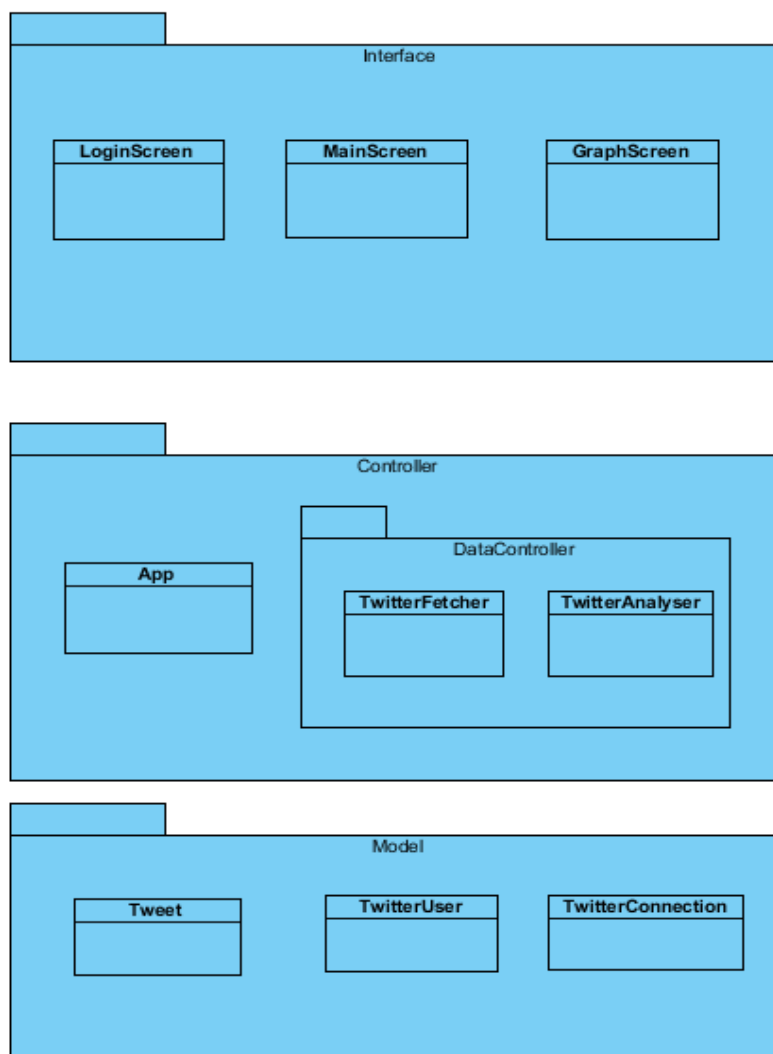 Interface
LoginScreen
MainScreen
GraphScreen
Controller
App
DataController
TwitterFetcher
TwitterAnalyser
Model
Tweet
TwitterUser
TwitterConnection